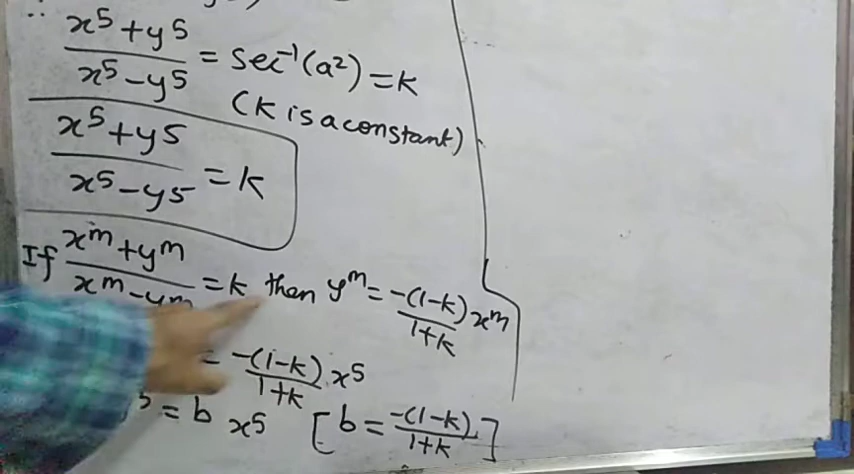 ∴
x⁵+y⁵/x⁵-y⁵ = sec⁻¹(a²) = k
(k is a constant)
x⁵+y⁵/x⁵-y⁵ = k
If xᵐ+yᵐ/xᵐ-yᵐ = k then yᵐ = -(1-k)/1+k xᵐ
= -(1-k)/1+k x⁵
⁵ = b x⁵ [b = -(1-k)/1+k]